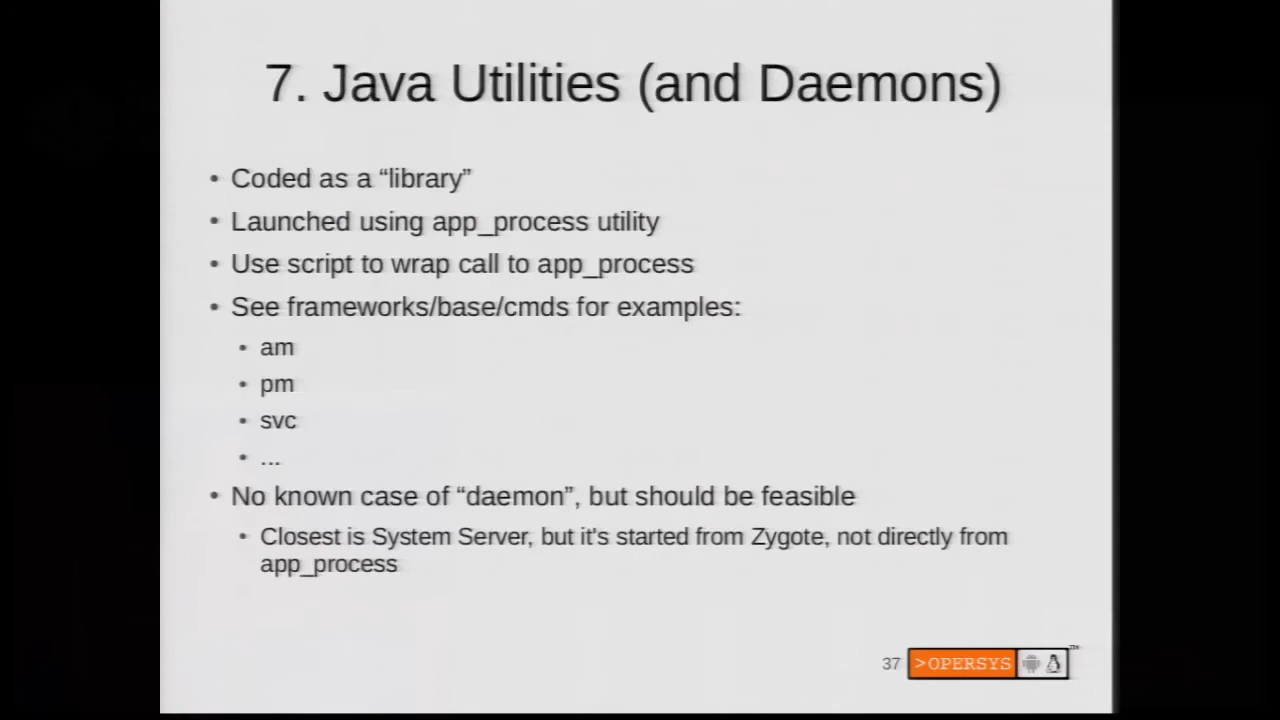 7. Java Utilities (and Daemons)
• Coded as a “library”
• Launched using app_process utility
• Use script to wrap call to app_process
• See frameworks/base/cmds for examples:
• am
• pm
• svc
• ...
• No known case of “daemon”, but should be feasible
• Closest is System Server, but it's started from Zygote, not directly from
app_process
37 >OPERSYS ™